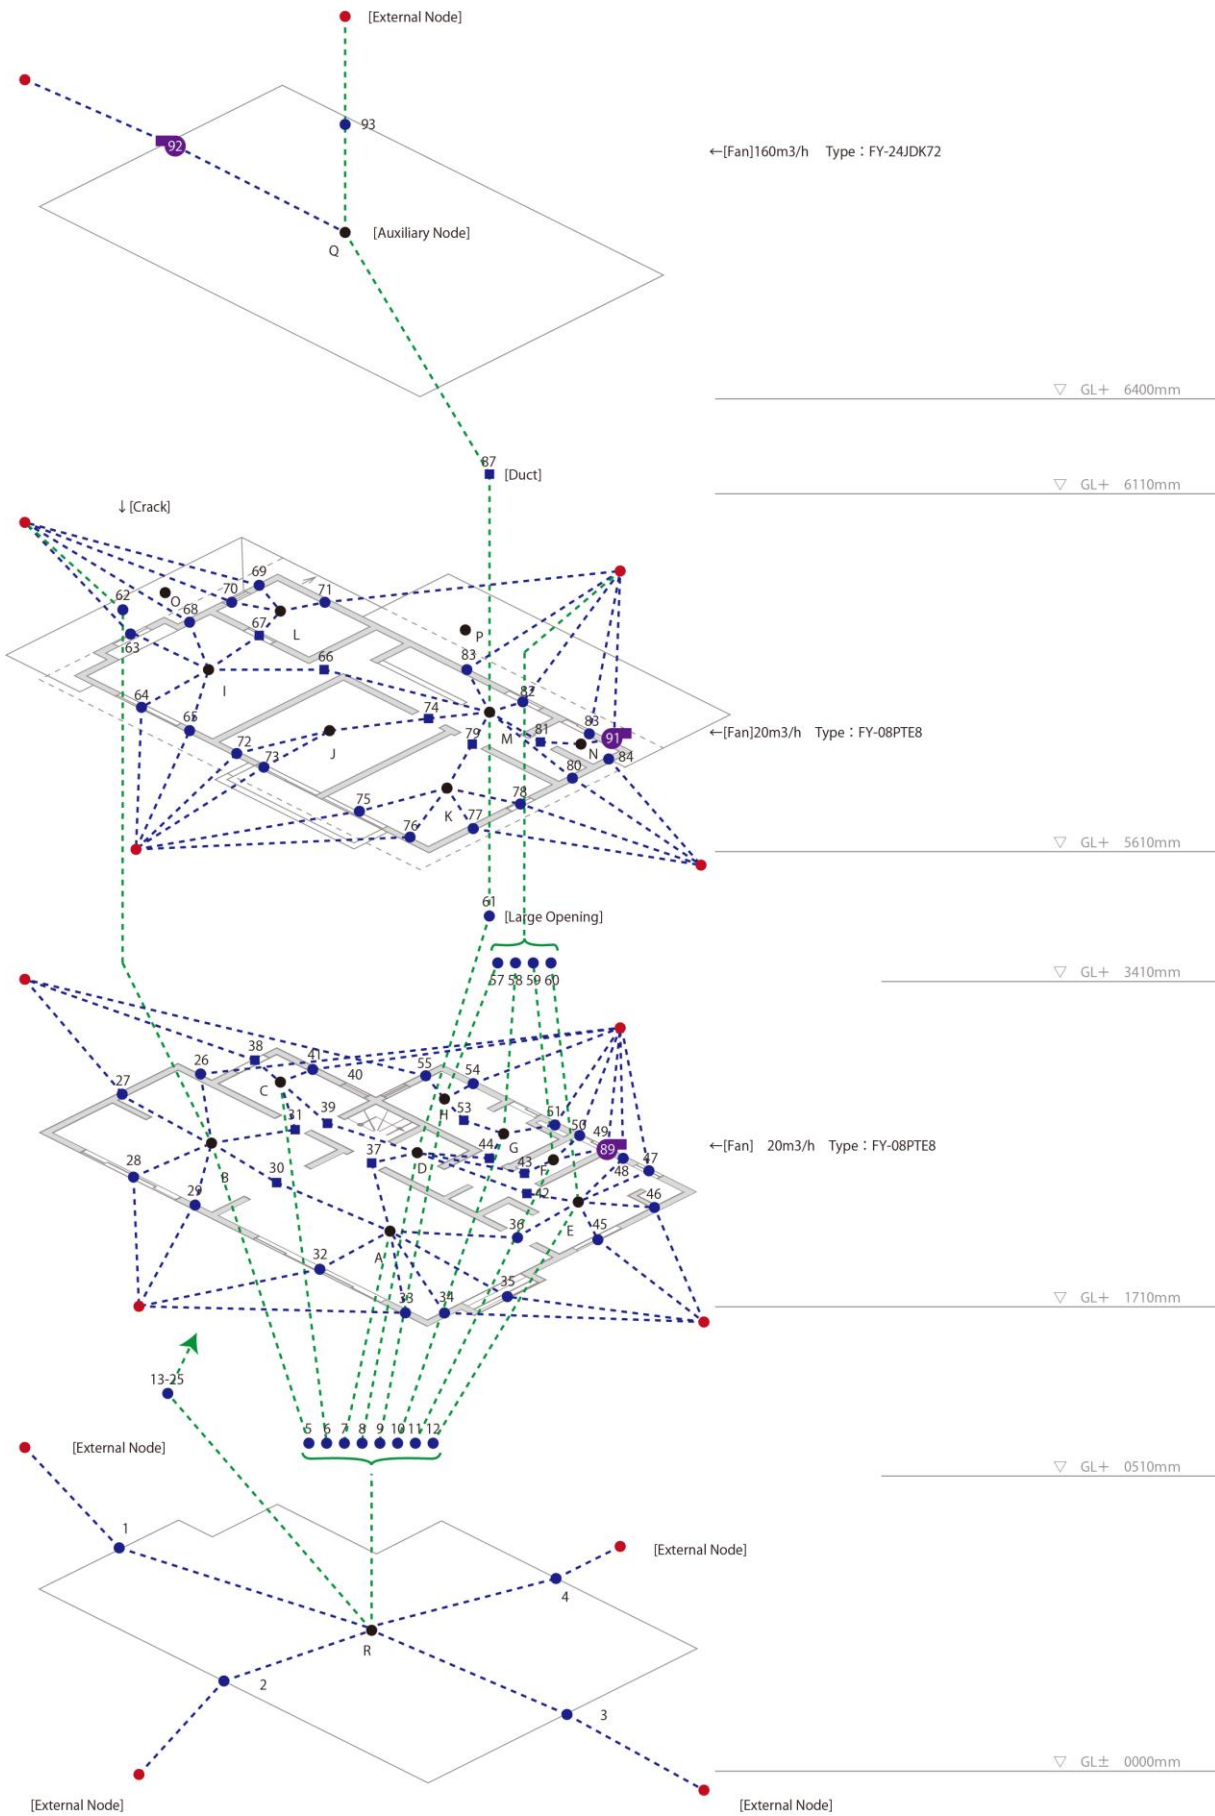 [External Node]
93
92
←[Fan]160m3/h Type：FY-24JDK72
[Auxiliary Node]
Q
▽ GL+ 6400mm
87
[Duct]
▽ GL+ 6110mm
↓[Crack]
69
O
70
71
62
68
67
L
P
63
66
83
I
64
82
74
65
M
81
83
←[Fan]20m3/h Type：FY-08PTE8
91
79
N
72
J
84
73
80
K
75
78
77
76
▽ GL+ 5610mm
61
[Large Opening]
57 58 59 60
▽ GL+ 3410mm
38
41
26
55
54
40
27
C
39
H
53
51
31
50
49
←[Fan] 20m3/h Type：FY-08PTE8
89
G
37
44
D
43
F
48
47
28
B
30
42
46
29
36
E
45
A
32
35
33
34
▽ GL+ 1710mm
13-25
5 6 7 8 9 10 11 12
[External Node]
▽ GL+ 0510mm
1
[External Node]
4
R
2
3
▽ GL± 0000mm
[External Node]
[External Node]